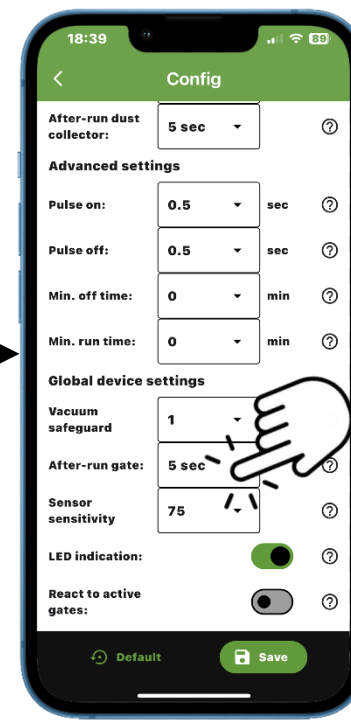 18:39 89
Config
After-run dust
collector: 5 sec
Advanced settings
Pulse on: 0.5 sec
Pulse off: 0.5 sec
Min. off time: 0 min
Min. run time: 0 min
Global device settings
Vacuum
safeguard 1
After-run gate: 5 sec
Sensor
sensitivity 75
LED indication:
React to active
gates:
Default Save